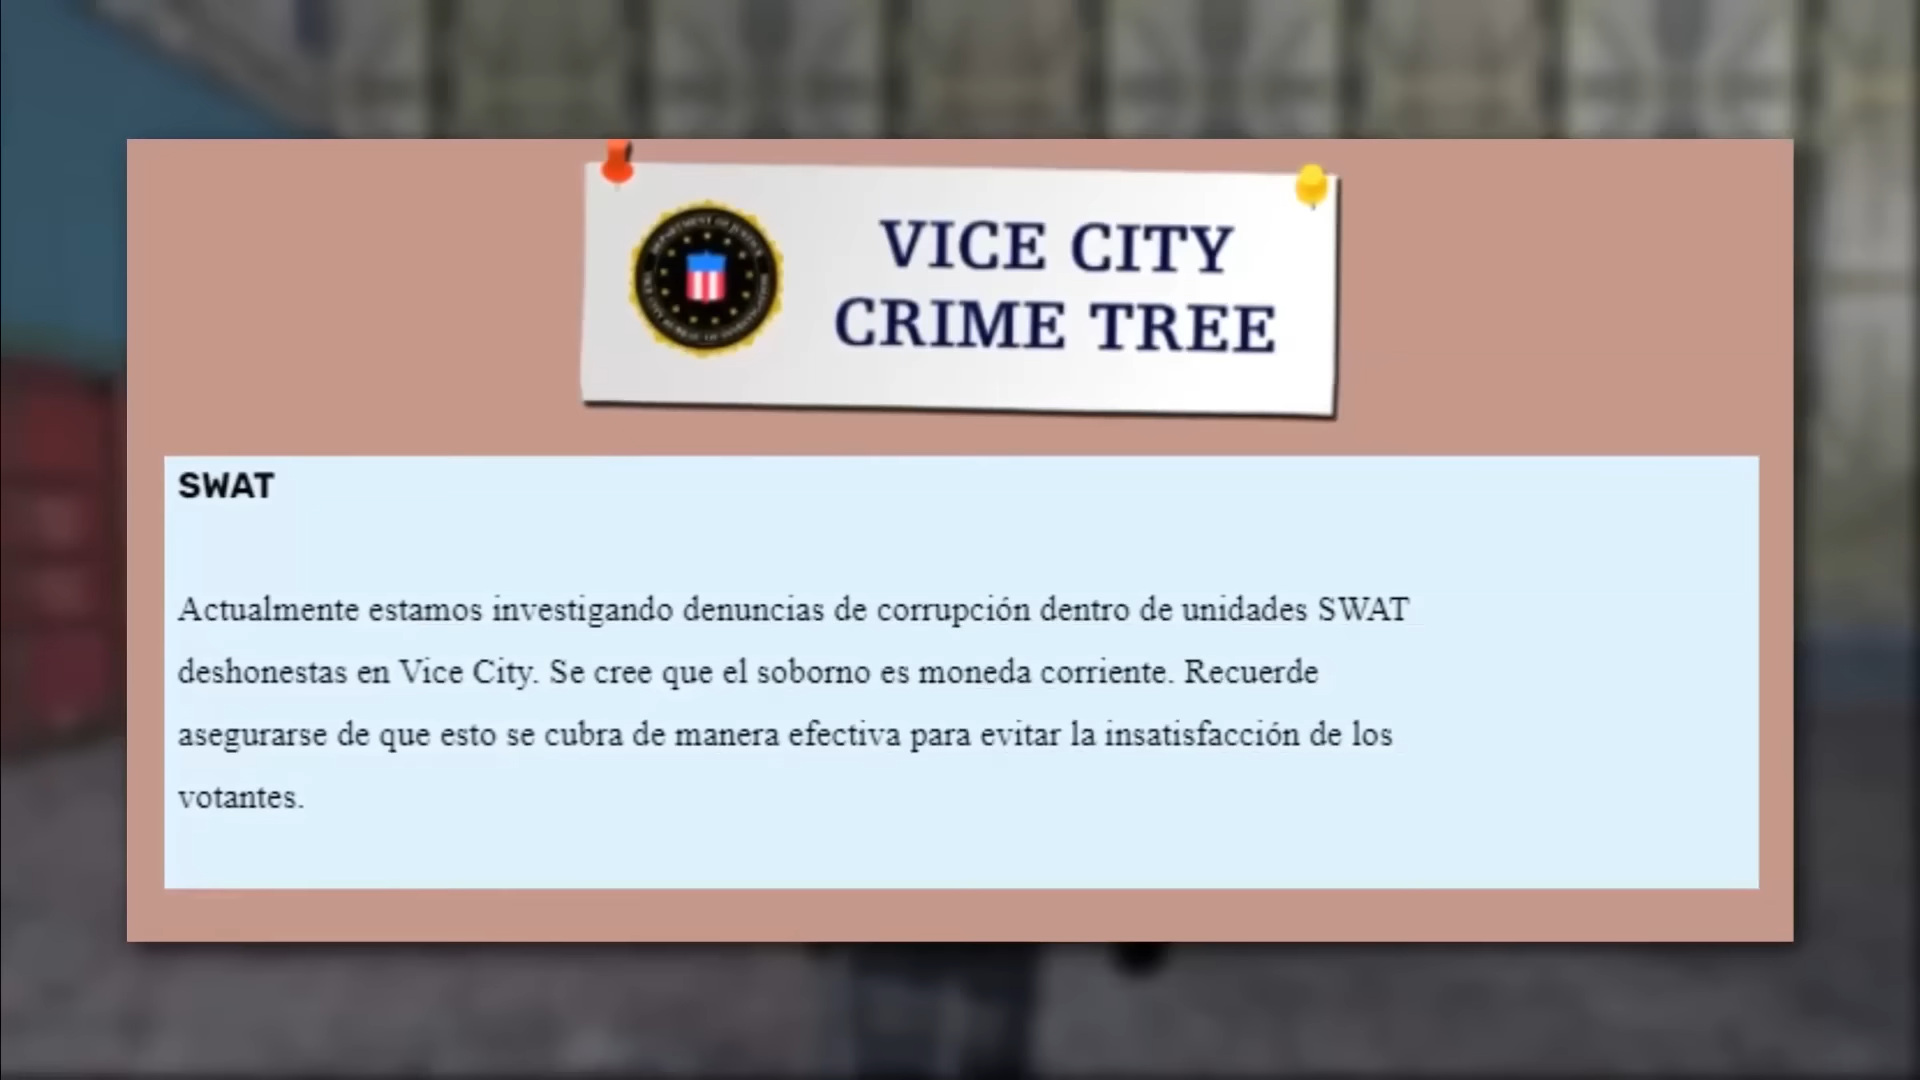 VICE CITY
CRIME TREE
SWAT
Actualmente estamos investigando denuncias de corrupción dentro de unidades SWAT
deshonestas en Vice City. Se cree que el soborno es moneda corriente. Recuerde
asegurarse de que esto se cubra de manera efectiva para evitar la insatisfacción de los
votantes.